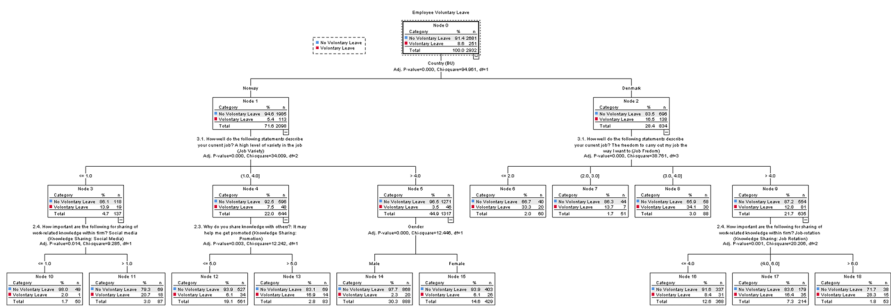 Employee Voluntary Leave
No Voluntary Leave
Voluntary Leave
Node 0
Category % n
No Voluntary Leave 91.4 2681
Voluntary Leave 8.6 251
Total 100.0 2932
Country (BU)
Adj. P-value=0.000, Chi-square=94.861, df=1
Norway
Denmark
Node 1
Category % n
No Voluntary Leave 94.6 1985
Voluntary Leave 5.4 113
Total 71.6 2098
Node 2
Category % n
No Voluntary Leave 83.5 696
Voluntary Leave 16.5 138
Total 28.4 834
3.1. How well do the following statements describe
your current job? A high level of variety in the job
(Job Variety)
Adj. P-value=0.000, Chi-square=34.009, df=2
3.1. How well do the following statements describe
your current job? The freedom to carry out my job the
way I want to (Job Fredom)
Adj. P-value=0.000, df=3
<= 1.0
(1.0, 4.0]
> 4.0
<= 2.0
(2.0, 3.0]
(3.0, 4.0]
Node 3
Category % n
No Voluntary Leave 86.1 118
Voluntary Leave 13.9 19
Total 4.7 137
Node 4
Category % n
No Voluntary Leave 92.5 596
Voluntary Leave 7.5 48
Total 22.0 644
Node 5
Category % n
No Voluntary Leave 96.5 1271
Voluntary Leave 3.5 46
Total 44.9 1317
Node 6
Category % n
No Voluntary Leave 66.7 40
Voluntary Leave 33.3 20
Total 2.0 60
Node 7
Category % n
No Voluntary Leave 86.3 44
Voluntary Leave 13.7 7
Total 1.7 51
Node 8
Category % n
No Voluntary Leave 65.9 58
Voluntary Leave 34.1 30
Total 3.0 88
Category % n
No Voluntary Leave 87.2 554
Voluntary Leave 12.8 81
Total 21.7 635
2.4. How important are the following for sharing of
work-related knowledge within firm? Social media
(Knowledge Sharing: Social Media)
Adj. P-value=0.014, df=1
2.3. Why do you share knowledge with others?: It may
help me get promoted (Knowledge Sharing:
Promotion)
Adj. P-value=0.003, Chi-square=12.242, df=1
Gender
Adj. P-value=0.000, Chi-square=12.446, df=1
2.4. How important are the following for sharing of
work-related knowledge within firm? Job-rotation
(Knowledge Sharing: Job Rotation)
Adj. P-value=0.001, df=2
<= 1.0
> 1.0
<= 5.0
> 5.0
Male
Female
<= 4.0
(4.0, 6.0]
> 6.0
Node 10
Category % n
No Voluntary Leave 98.0 49
Voluntary Leave 2.0 1
Total 1.7 50
Node 11
Category % n
No Voluntary Leave 79.3 69
Voluntary Leave 20.7 18
Total 3.0 87
Node 12
Category % n
No Voluntary Leave 93.9 527
Voluntary Leave 6.1 34
Total 19.1 561
Node 13
Category % n
No Voluntary Leave 83.1 69
Voluntary Leave 16.9 14
Total 2.8 83
Node 14
Category % n
No Voluntary Leave 97.7 868
Voluntary Leave 2.3 20
Total 30.3 888
Node 15
Category % n
No Voluntary Leave 93.9 403
Voluntary Leave 6.1 26
Total 14.6 429
Node 16
Category % n
No Voluntary Leave 91.6 337
Voluntary Leave 8.4 31
Total 12.6 368
Node 17
Category % n
No Voluntary Leave 83.6 179
Voluntary Leave 16.4 35
Total 7.3 214
Node 18
Category % n
No Voluntary Leave 71.7 38
Voluntary Leave 28.3 15
Total 1.8 53